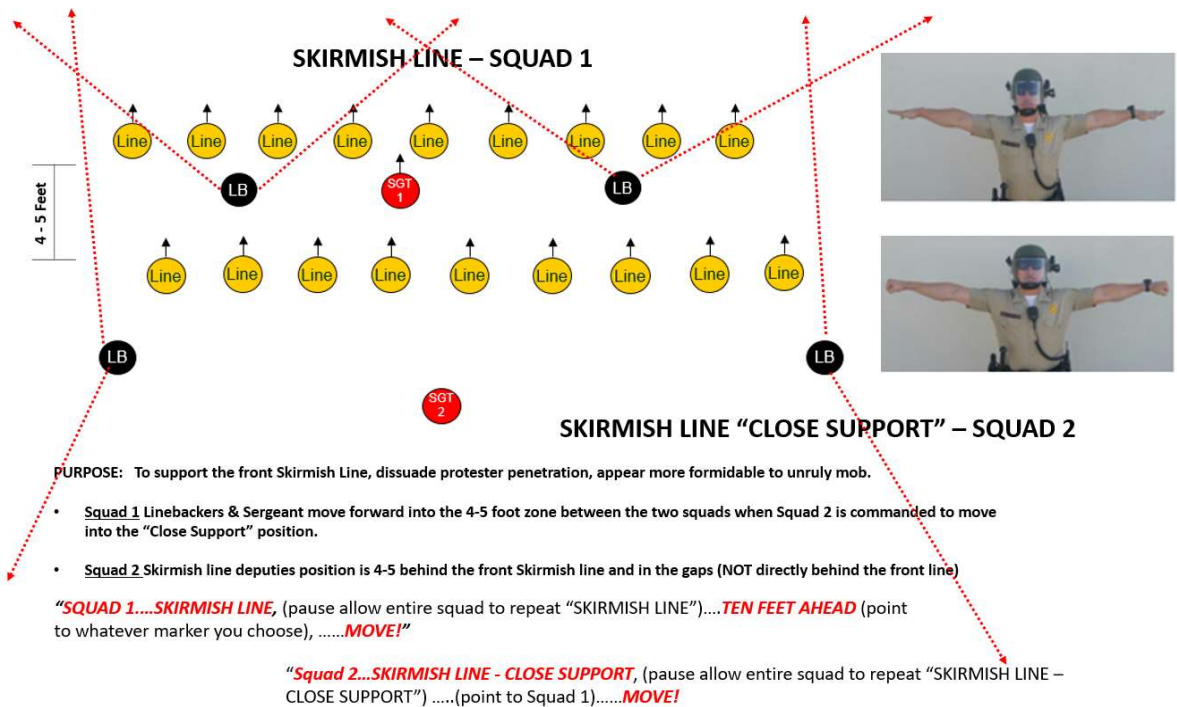 SKIRMISH LINE – SQUAD 1
Line Line Line Line Line Line Line Line Line
4 - 5 Feet
LB SGT 1 LB
Line Line Line Line Line Line Line Line Line
LB LB
SGT 2
SKIRMISH LINE “CLOSE SUPPORT” – SQUAD 2
PURPOSE: To support the front Skirmish Line, dissuade protester penetration, appear more formidable to unruly mob.
• Squad 1 Linebackers & Sergeant move forward into the 4-5 foot zone between the two squads when Squad 2 is commanded to move
into the “Close Support” position.
• Squad 2 Skirmish line deputies position is 4-5 behind the front Skirmish line and in the gaps (NOT directly behind the front line)
“SQUAD 1....SKIRMISH LINE, (pause allow entire squad to repeat “SKIRMISH LINE”)....TEN FEET AHEAD (point
to whatever marker you choose), ......MOVE!”
“Squad 2...SKIRMISH LINE - CLOSE SUPPORT, (pause allow entire squad to repeat “SKIRMISH LINE –
CLOSE SUPPORT”) .....(point to Squad 1)......MOVE!